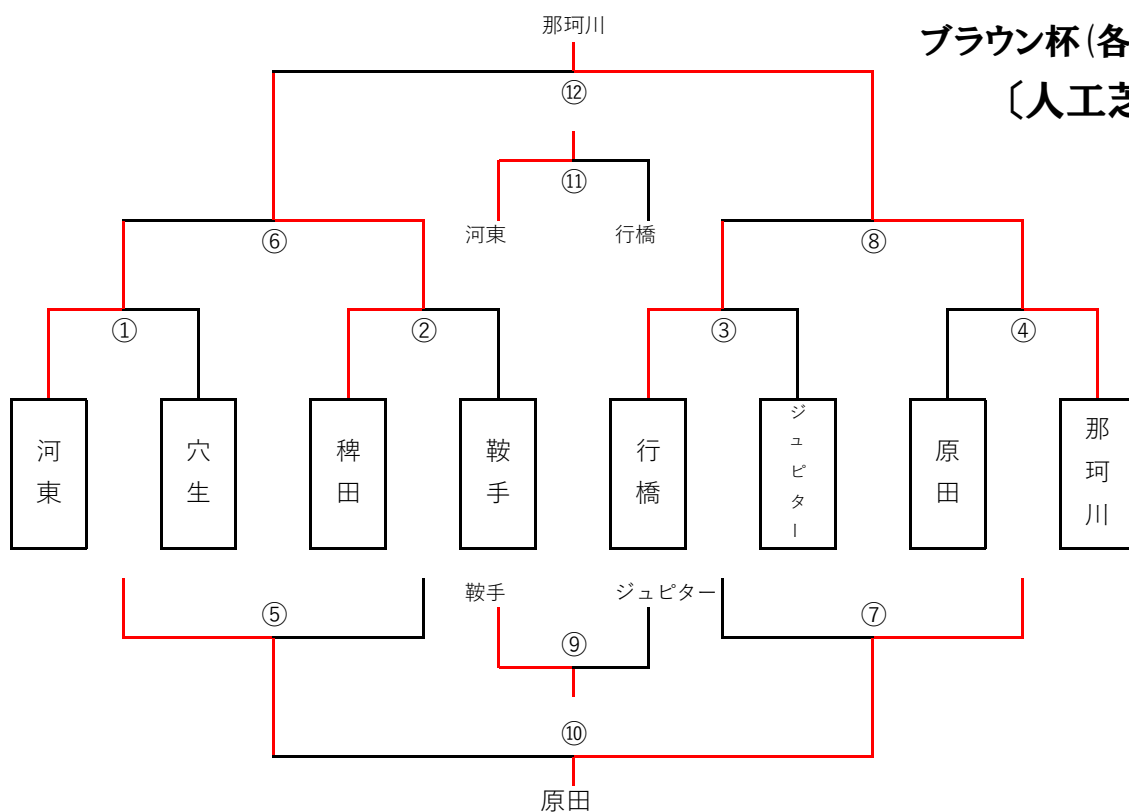 那珂川
ブラウン杯(各
〔人工芝
⑫
⑪
河東
行橋
⑥
⑧
①
②
③
④
河東
穴生
稗田
鞍手
行橋
ジュピター
原田
那珂川
鞍手
ジュピター
⑤
⑦
⑨
⑩
原田